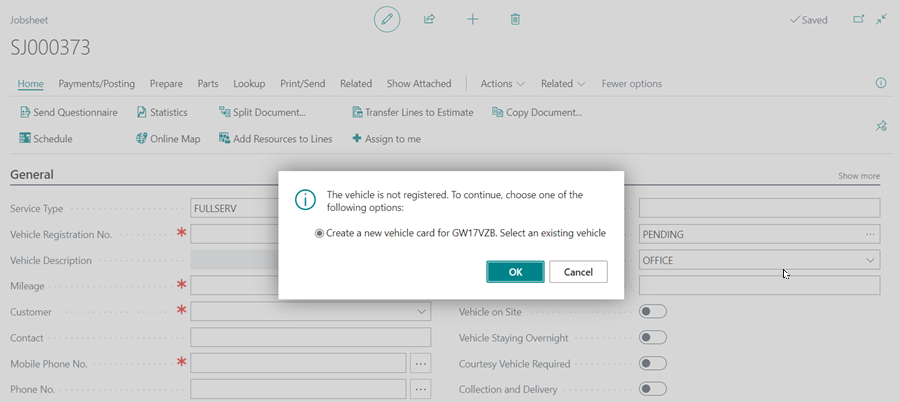 Jobsheet
Saved
SJ000373
Home Payments/Posting Prepare Parts Lookup Print/Send Related Show Attached Actions Related Fewer options
Send Questionnaire Statistics Split Document... Transfer Lines to Estimate Copy Document...
Schedule Online Map Add Resources to Lines Assign to me
General Show more
The vehicle is not registered. To continue, choose one of the
following options:
Create a new vehicle card for GW17VZB. Select an existing vehicle
OK Cancel
Service Type FULLSERV
Vehicle Registration No. * PENDING ...
Vehicle Description OFFICE
Mileage *
Customer * Vehicle on Site
Contact Vehicle Staying Overnight
Mobile Phone No. * ... Courtesy Vehicle Required
Phone No. ... Collection and Delivery